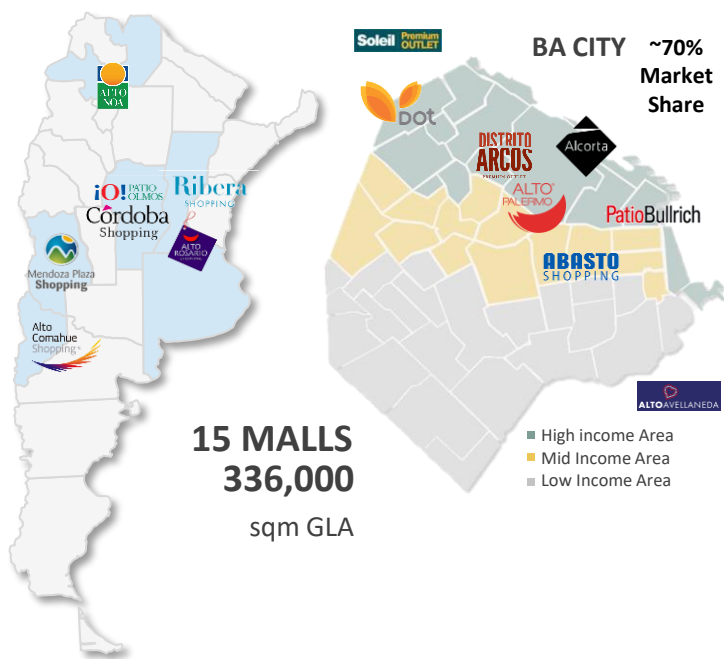 Soleil Premium
OUTLET
BA CITY
~70%
Market
Share
DOT
DISTRITO
ARCOS
PREMIUM OUTLET
Alcorta
ALTO
PALERMO
PatioBullrich
ABASTO
SHOPPING
ALTOAVELLANEDA
High income Area
Mid Income Area
Low Income Area
ALTO
NOA
¡O! PATIO
OLMOS
Córdoba
Shopping
Ribera
SHOPPING
ALTO
ROSARIO
Mendoza Plaza
Shopping
Alto
Comahue
Shopping
15 MALLS
336,000
sqm GLA